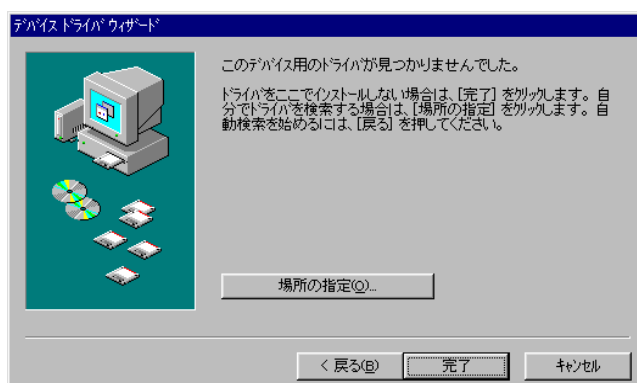 ﾃﾞﾊﾞｲｽ ﾄﾞﾗｲﾊﾞ ｳｨｻﾞｰﾄﾞ
このﾃﾞﾊﾞｲｽ用のﾄﾞﾗｲﾊﾞが見つかりませんでした。
ﾄﾞﾗｲﾊﾞをここでｲﾝｽﾄｰﾙしない場合は、[完了] をｸﾘｯｸします。自
分でﾄﾞﾗｲﾊﾞを検索する場合は、[場所の指定] をｸﾘｯｸします。自
動検索を始めるには、[戻る] を押してください。
場所の指定(O)...
< 戻る(B) 完了 ｷｬﾝｾﾙ